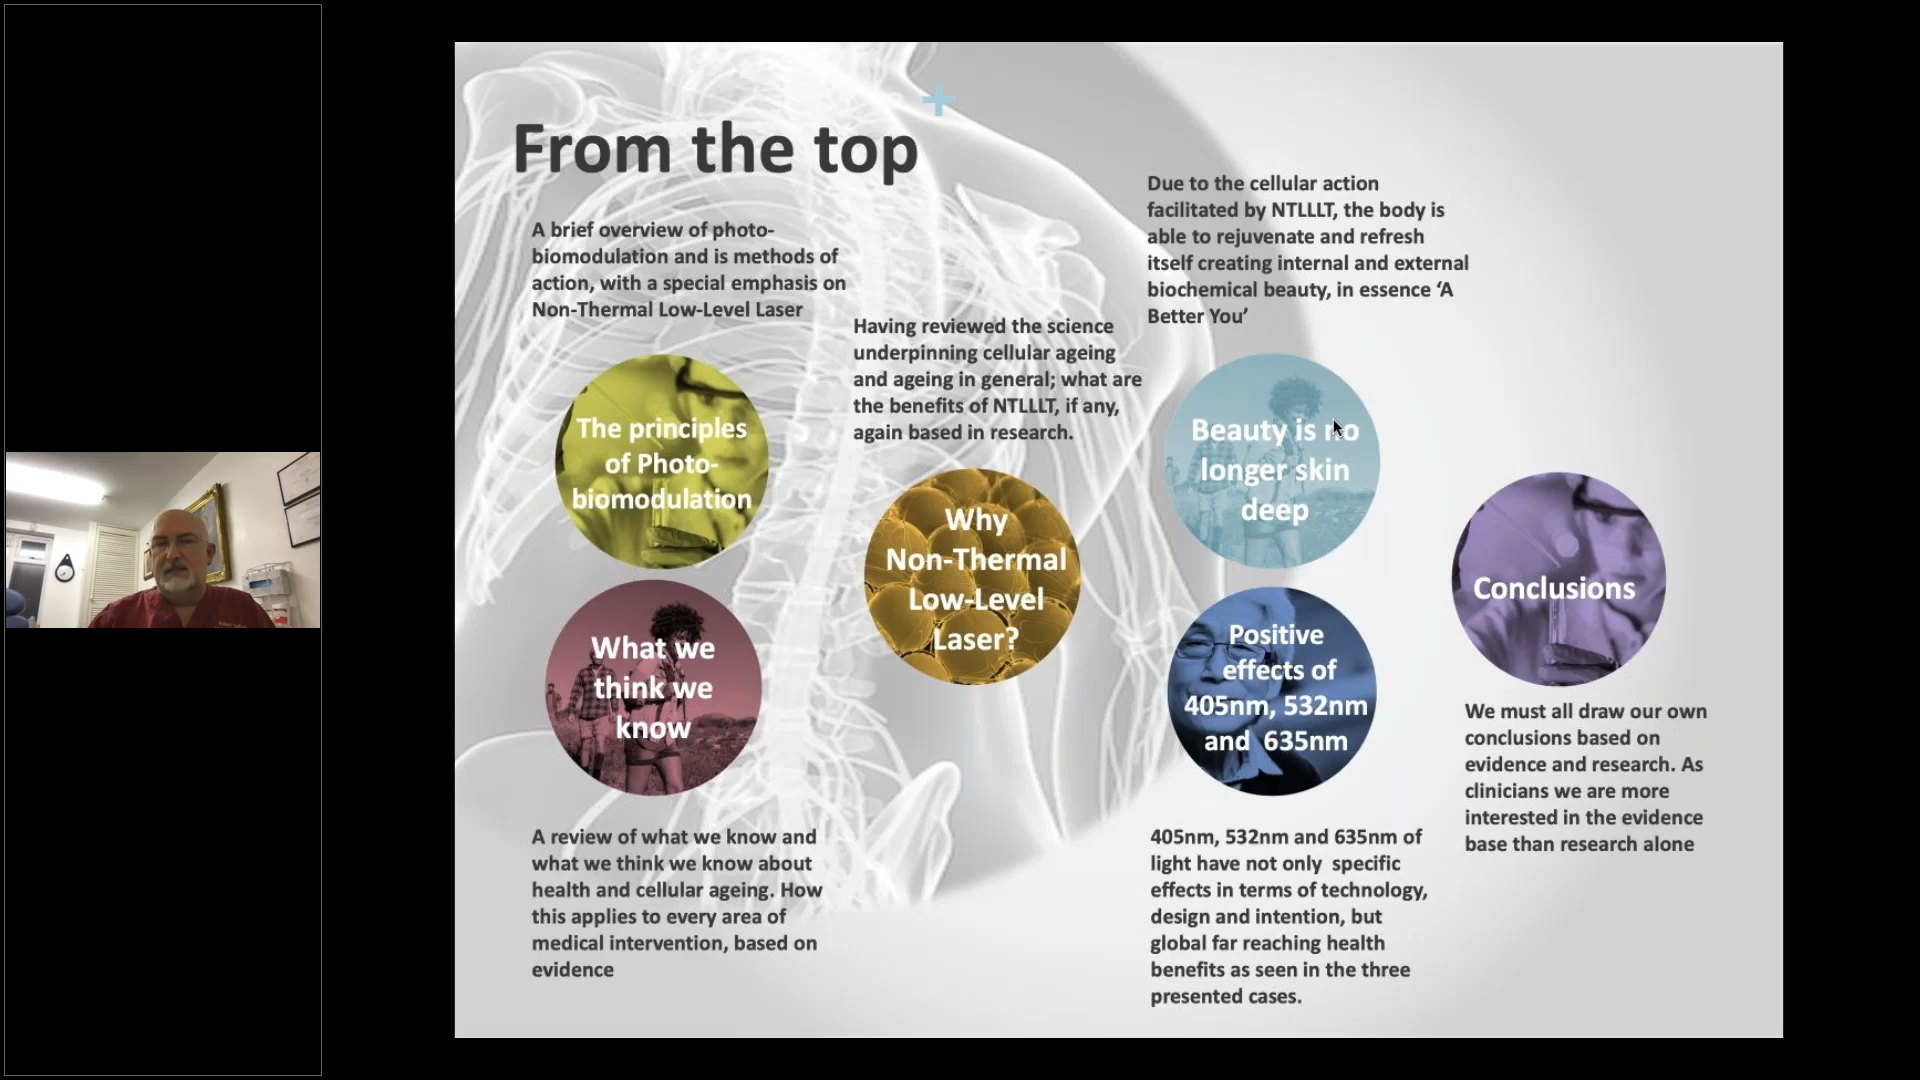 From the top
A brief overview of photo-
biomodulation and is methods of
action, with a special emphasis on
Non-Thermal Low-Level Laser
The principles
of Photo-
biomodulation
What we
think we
know
A review of what we know and
what we think we know about
health and cellular ageing. How
this applies to every area of
medical intervention, based on
evidence
Having reviewed the science
underpinning cellular ageing
and ageing in general; what are
the benefits of NTLLLT, if any,
again based in research.
Why
Non-Thermal
Low-Level
Laser?
Due to the cellular action
facilitated by NTLLLT, the body is
able to rejuvenate and refresh
itself creating internal and external
biochemical beauty, in essence ‘A
Better You’
Beauty is no
longer skin
deep
Positive
effects of
405nm, 532nm
and 635nm
405nm, 532nm and 635nm of
light have not only specific
effects in terms of technology,
design and intention, but
global far reaching health
benefits as seen in the three
presented cases.
Conclusions
We must all draw our own
conclusions based on
evidence and research. As
clinicians we are more
interested in the evidence
base than research alone